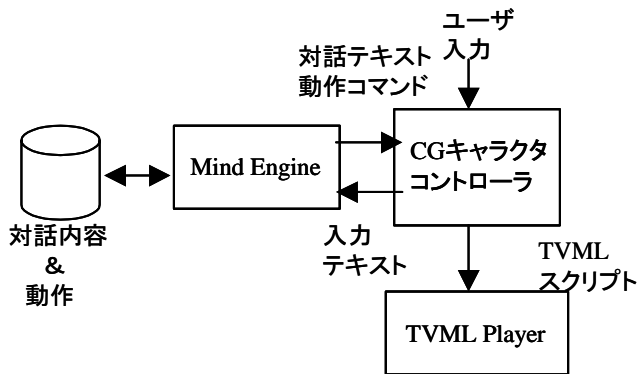 ユーザ
入力
対話テキスト
動作コマンド
Mind Engine
CGキャラクタ
コントローラ
対話内容
&
動作
入力
テキスト
TVML
スクリプト
TVML Player